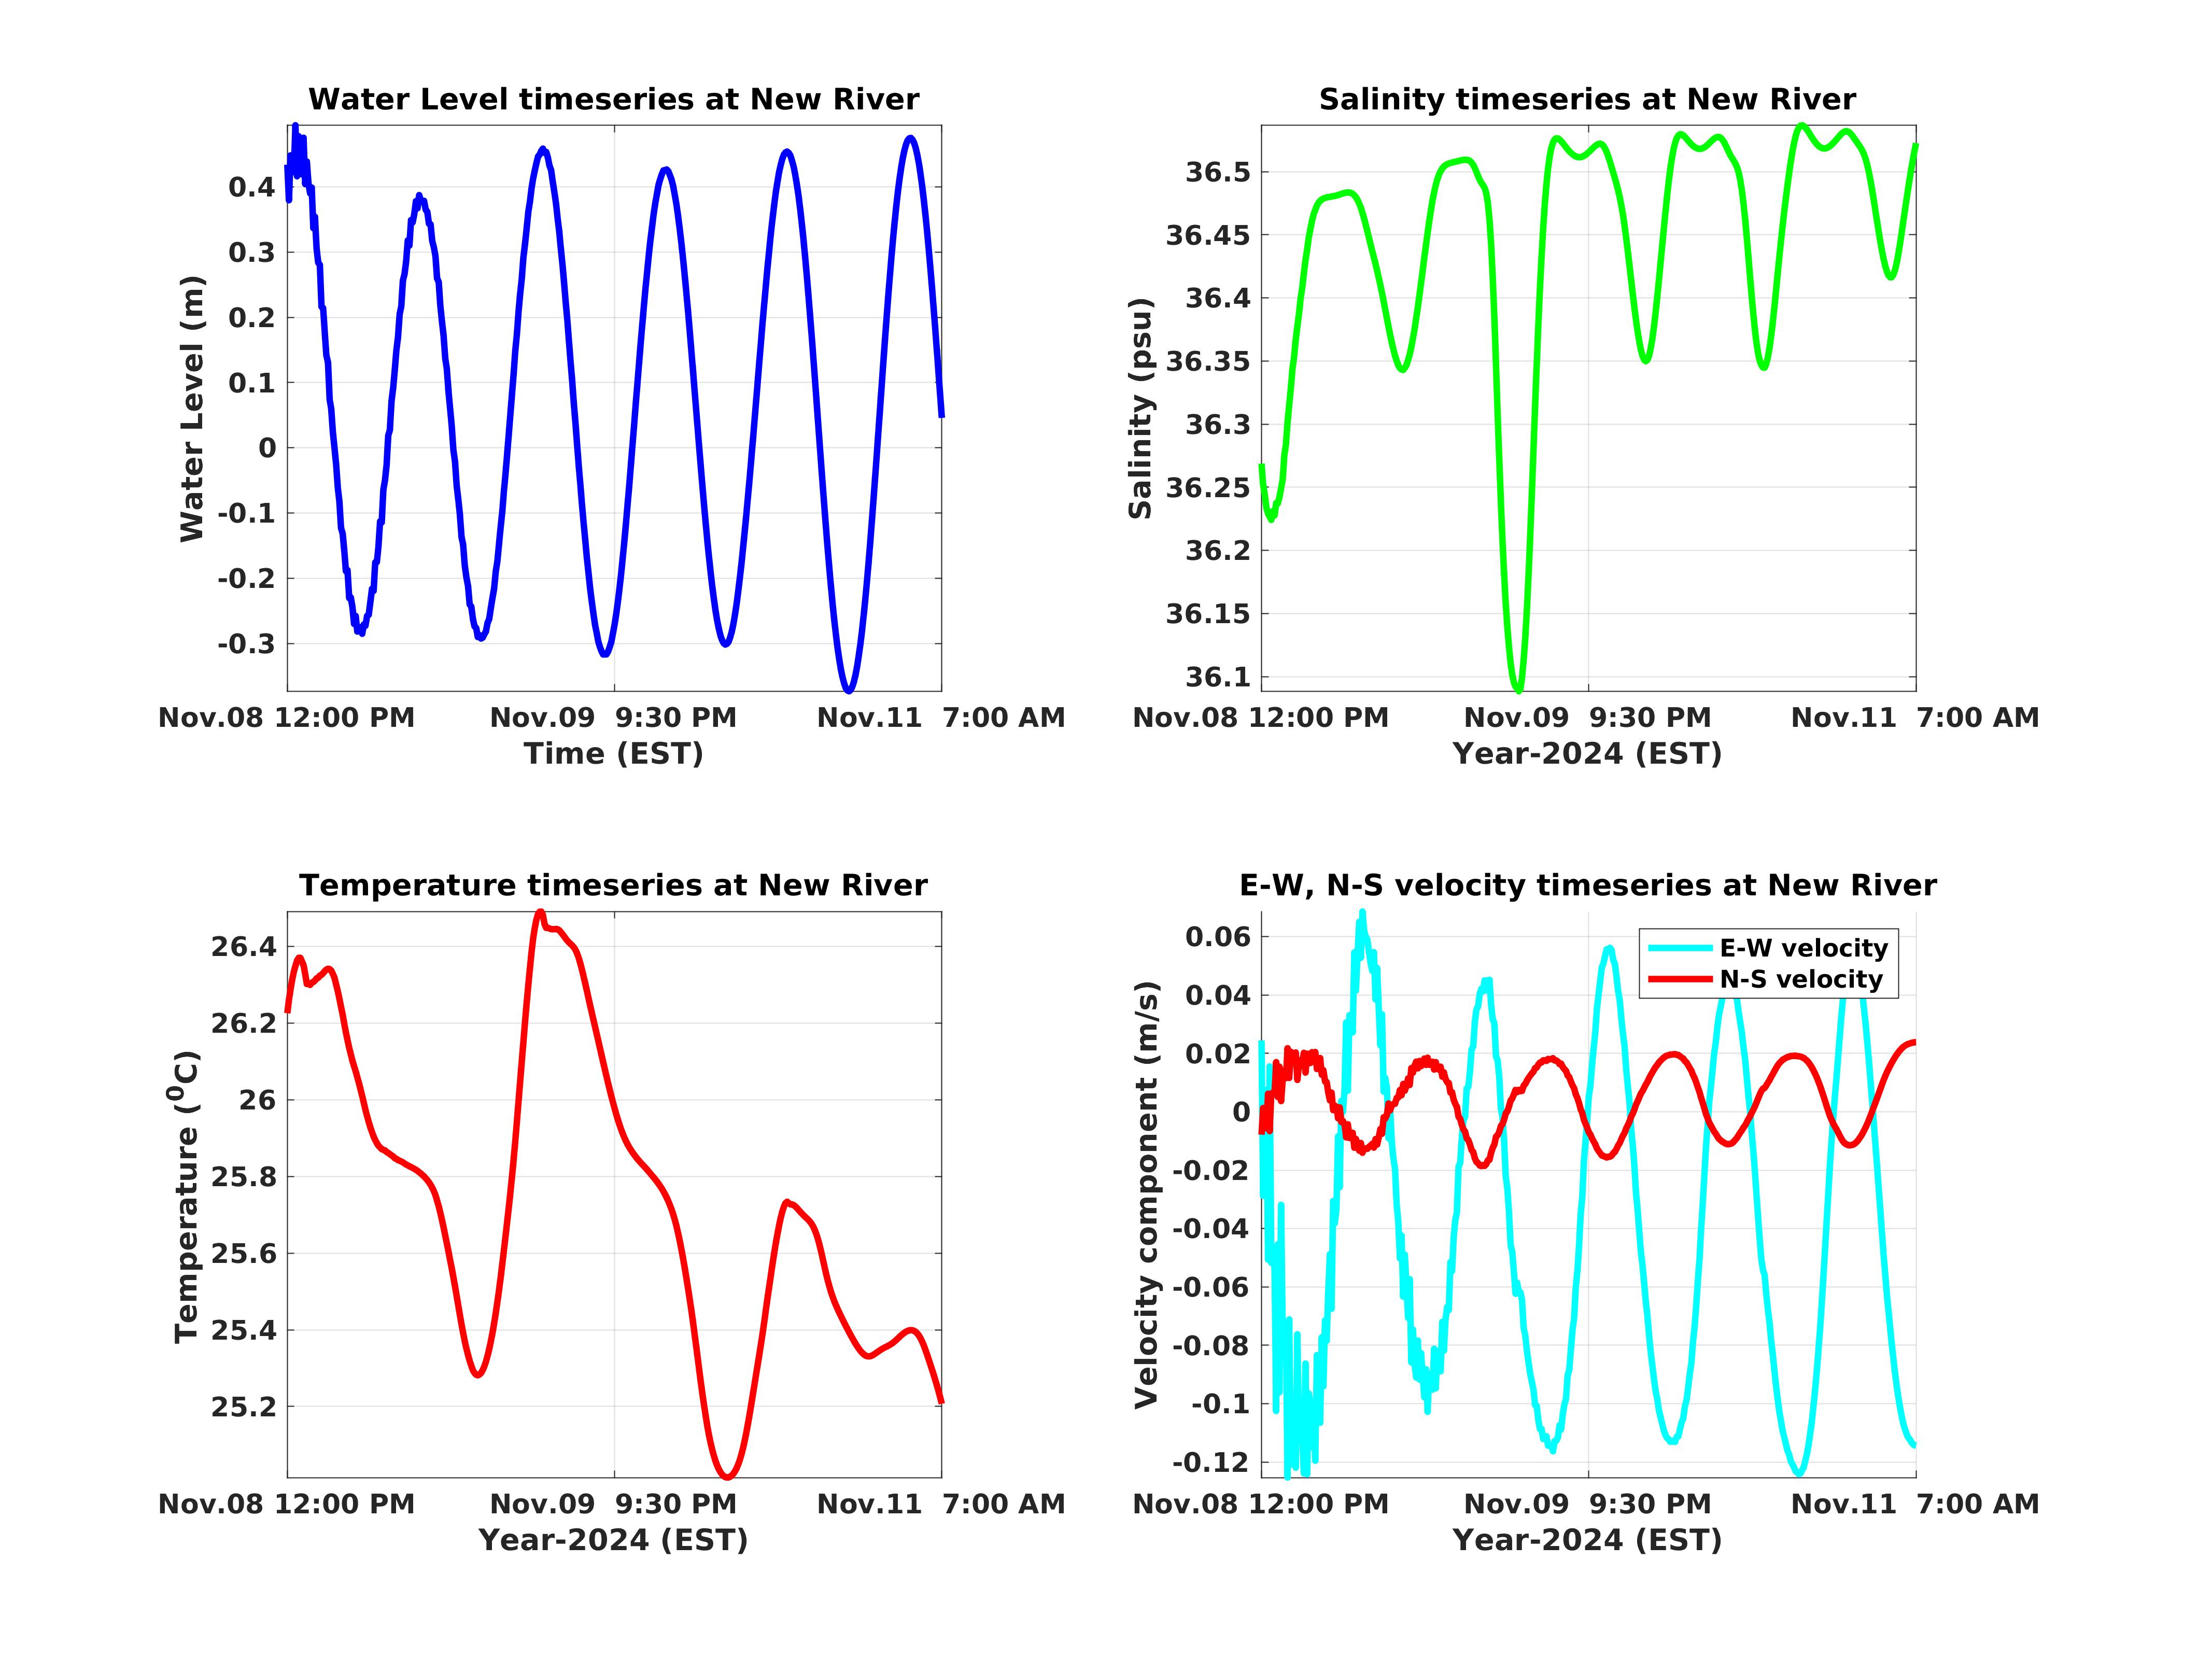 Water Level timeseries at New River
Water Level (m)
0.4
0.3
0.2
0.1
0
-0.1
-0.2
-0.3
Nov.08 12:00 PM
Nov.09 9:30 PM
Nov.11 7:00 AM
Time (EST)
Salinity timeseries at New River
Salinity (psu)
36.5
36.45
36.4
36.35
36.3
36.25
36.2
36.15
36.1
Nov.08 12:00 PM
Nov.09 9:30 PM
Nov.11 7:00 AM
Year-2024 (EST)
Temperature timeseries at New River
Temperature (⁰C)
26.4
26.2
26
25.8
25.6
25.4
25.2
Nov.08 12:00 PM
Nov.09 9:30 PM
Nov.11 7:00 AM
Year-2024 (EST)
E-W, N-S velocity timeseries at New River
Velocity component (m/s)
0.06
0.04
0.02
0
-0.02
-0.04
-0.06
-0.08
-0.1
-0.12
E-W velocity
N-S velocity
Nov.08 12:00 PM
Nov.09 9:30 PM
Nov.11 7:00 AM
Year-2024 (EST)